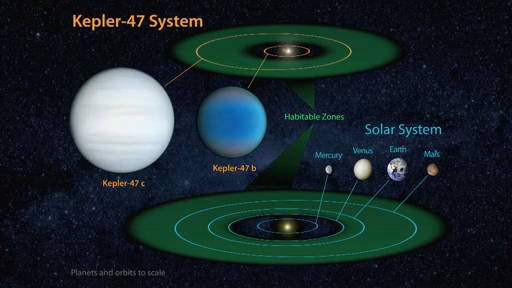 Kepler-47 System
Habitable Zones
Solar System
Kepler-47 c
Kepler-47 b
Mercury
Venus
Earth
Mars
Planets and orbits to scale